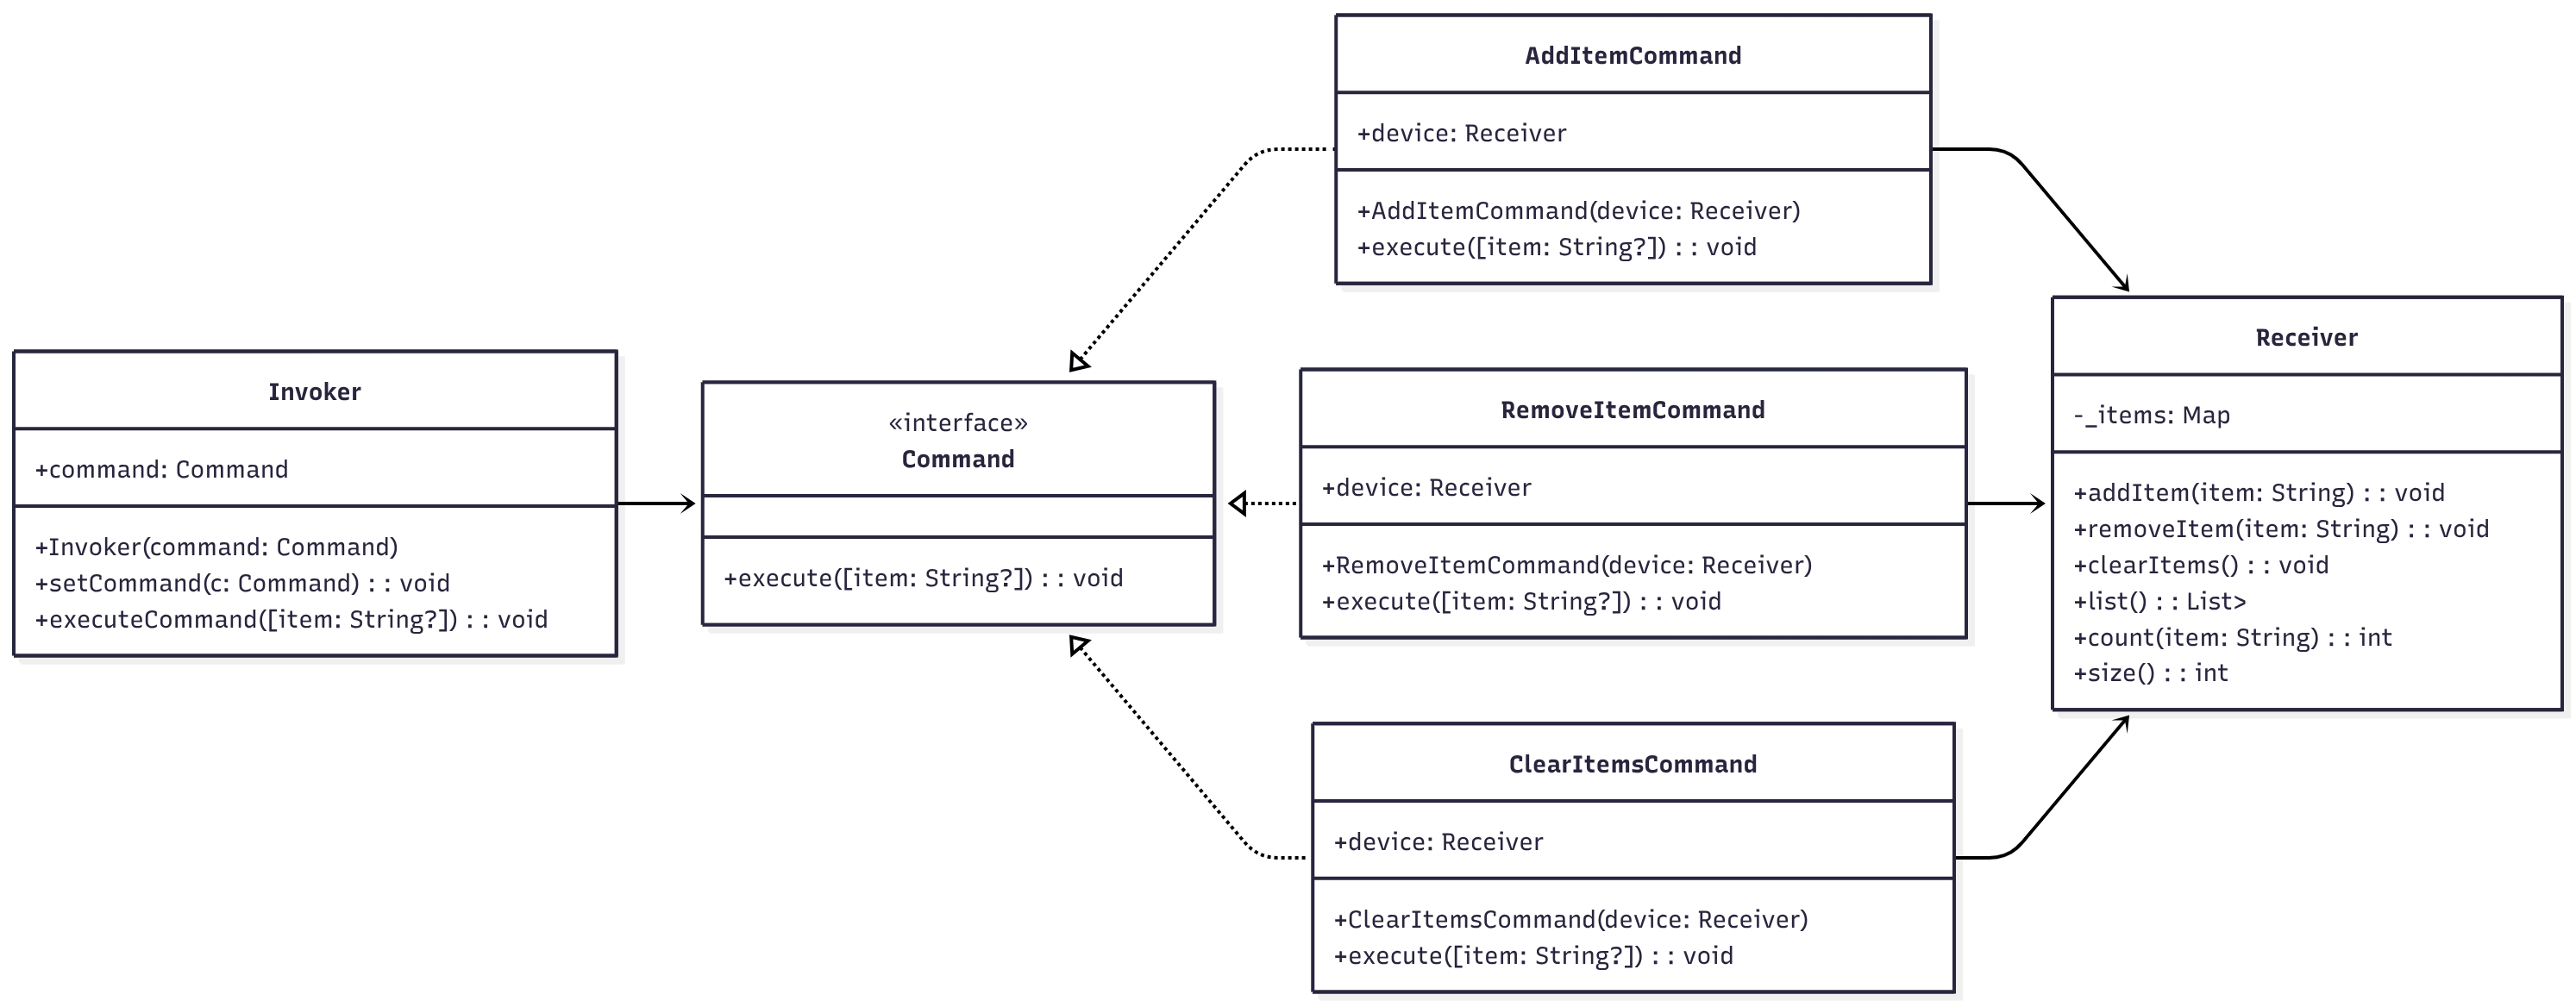 Invoker
+command: Command
+Invoker(command: Command)
+setCommand(c: Command) : : void
+executeCommand([item: String?]) : : void
«interface»
Command
+execute([item: String?]) : : void
AddItemCommand
+device: Receiver
+AddItemCommand(device: Receiver)
+execute([item: String?]) : : void
RemoveItemCommand
+device: Receiver
+RemoveItemCommand(device: Receiver)
+execute([item: String?]) : : void
ClearItemsCommand
+device: Receiver
+ClearItemsCommand(device: Receiver)
+execute([item: String?]) : : void
Receiver
-_items: Map
+addItem(item: String) : : void
+removeItem(item: String) : : void
+clearItems() : : void
+list() : : List>
+count(item: String) : : int
+size() : : int